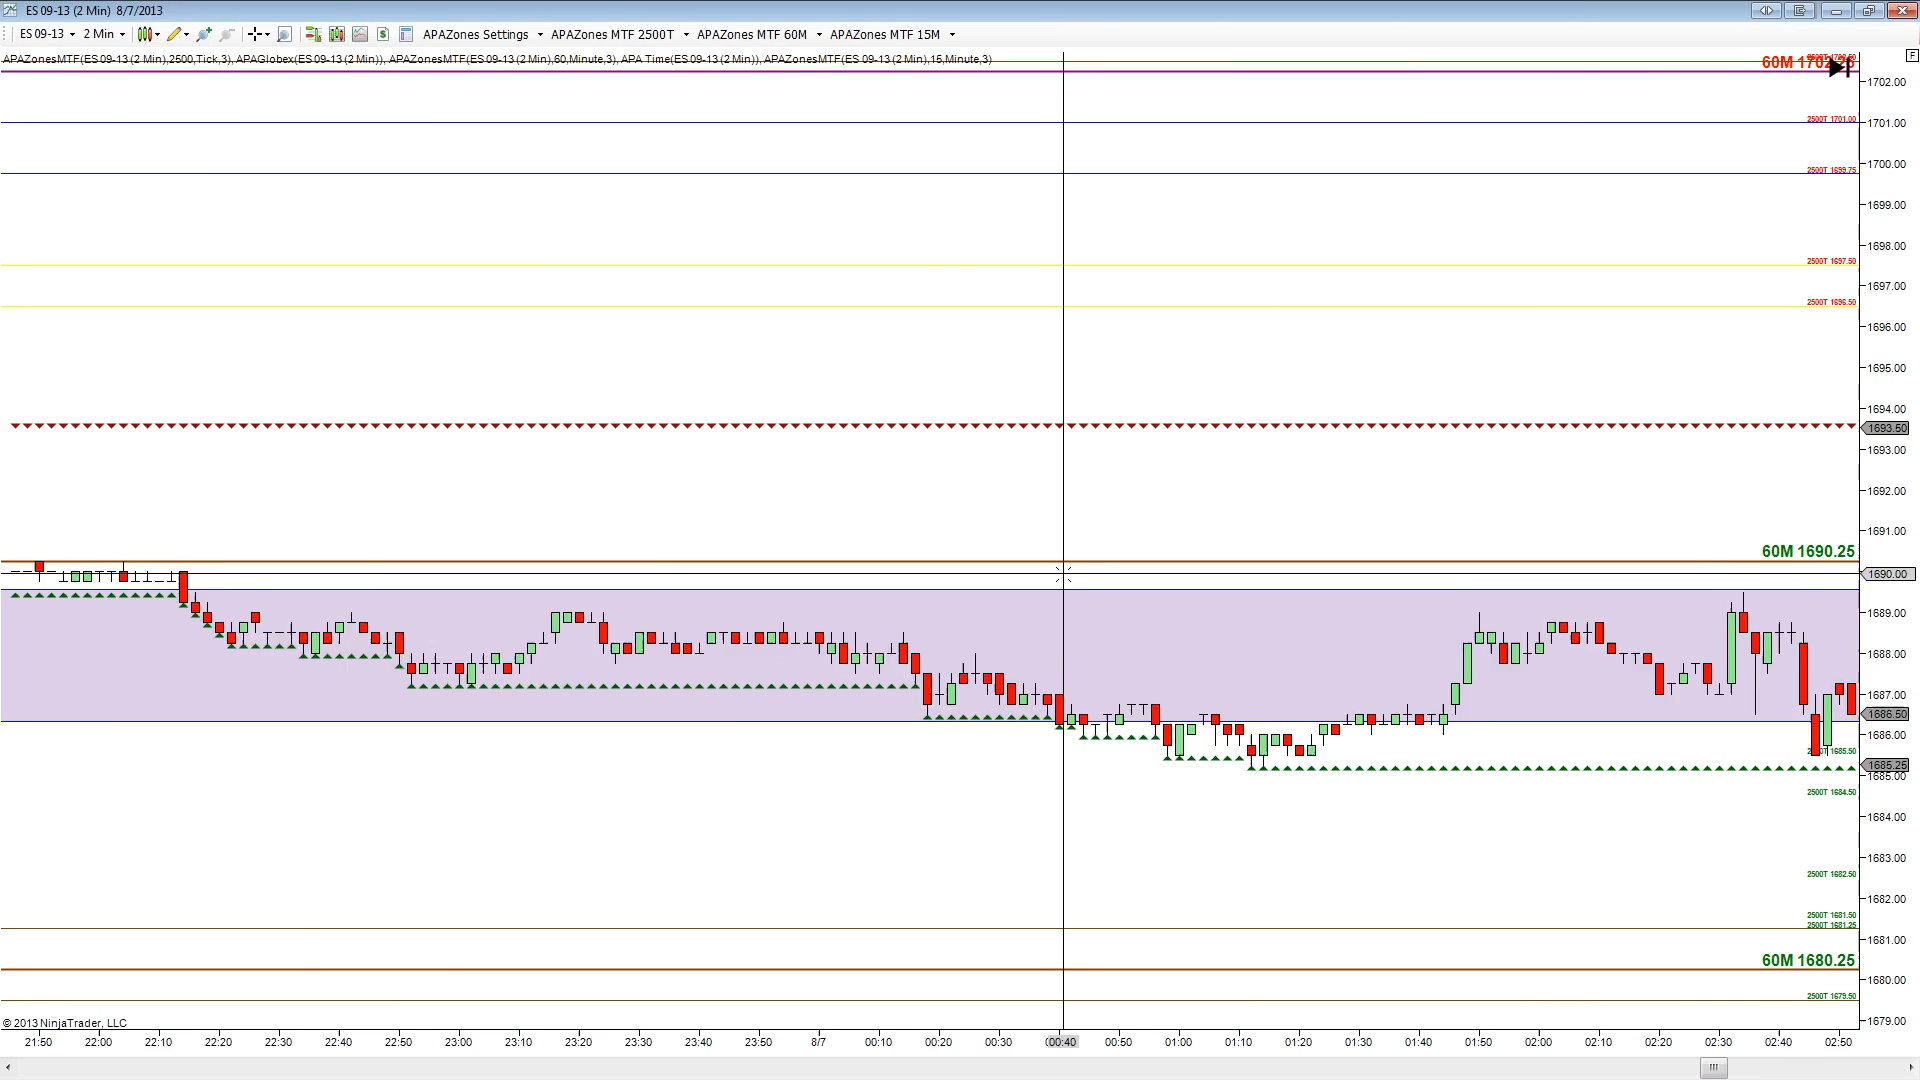 ES 09-13 (2 Min)  8/7/2013
ES 09-13 2 Min APAZones Settings APAZones MTF 2500T APAZones MTF 60M APAZones MTF 15M
APAZonesMTF(ES 09-13 (2 Min),2500,Tick,3), APAGlobex(ES 09-13 (2 Min)), APAZonesMTF(ES 09-13 (2 Min),60,Minute,3), APA Time(ES 09-13 (2 Min)), APAZonesMTF(ES 09-13 (2 Min),15,Minute,3)
F
1702.00
2500T 1701.00
1701.00
1700.00
2500T 1699.75
1699.00
1698.00
2500T 1697.50
1697.00
2500T 1696.50
1696.00
1695.00
1694.00
1693.50
1693.00
1692.00
1691.00
60M 1690.25
1690.00
1689.00
1688.00
1687.00
1686.50
1686.00
1685.25
1685.00
2500T 1684.50
1684.00
1683.00
2500T 1682.50
1682.00
2500T 1681.50
2500T 1681.25
1681.00
60M 1680.25
1680.00
2500T 1679.50
1679.00
© 2013 NinjaTrader, LLC
21:50 22:00 22:10 22:20 22:30 22:40 22:50 23:00 23:10 23:20 23:30 23:40 23:50 8/7 00:10 00:20 00:30 00:40 00:50 01:00 01:10 01:20 01:30 01:40 01:50 02:00 02:10 02:20 02:30 02:40 02:50